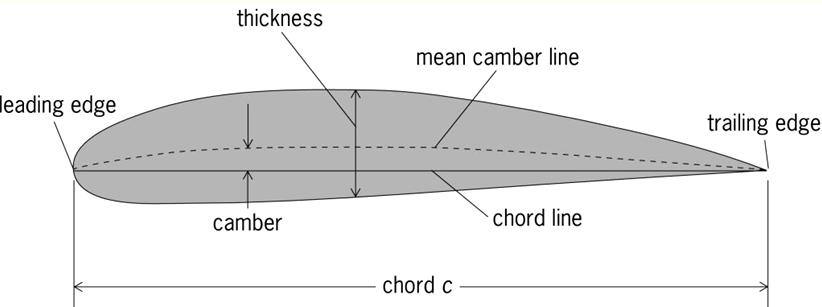 thickness
mean camber line
leading edge
trailing edge
camber
chord line
chord c